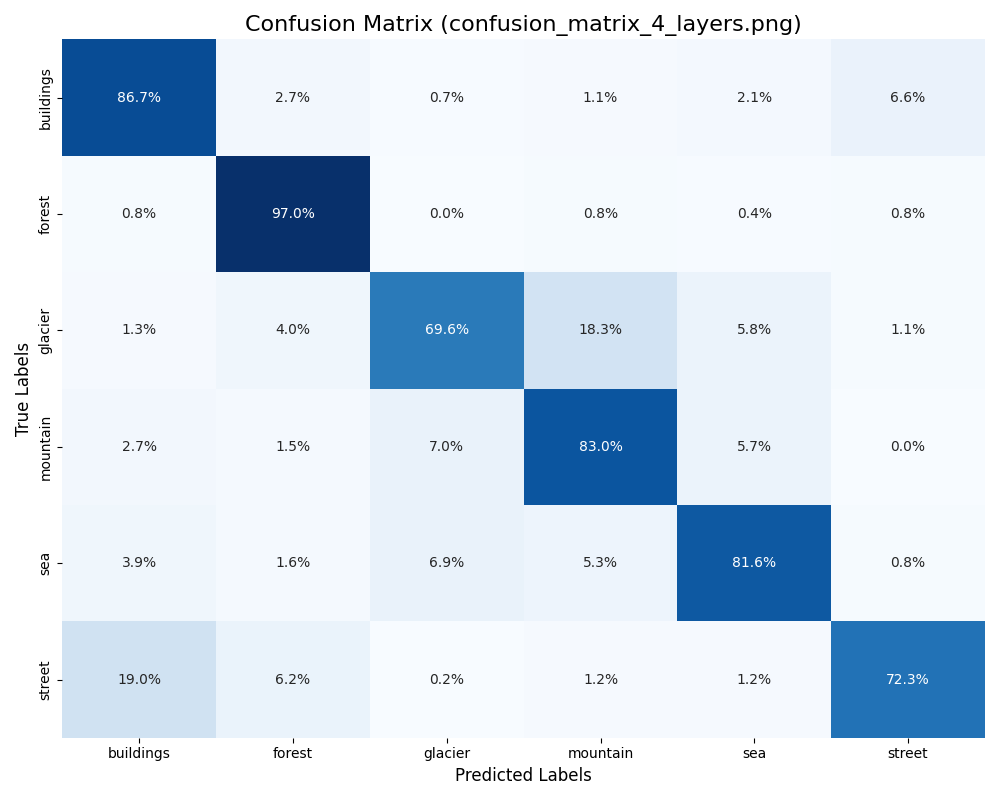 Confusion Matrix (confusion_matrix_4_layers.png)
True Labels
buildings 86.7% 2.7% 0.7% 1.1% 2.1% 6.6%
forest 0.8% 97.0% 0.0% 0.8% 0.4% 0.8%
glacier 1.3% 4.0% 69.6% 18.3% 5.8% 1.1%
mountain 2.7% 1.5% 7.0% 83.0% 5.7% 0.0%
sea 3.9% 1.6% 6.9% 5.3% 81.6% 0.8%
street 19.0% 6.2% 0.2% 1.2% 1.2% 72.3%
buildings forest glacier mountain sea street
Predicted Labels